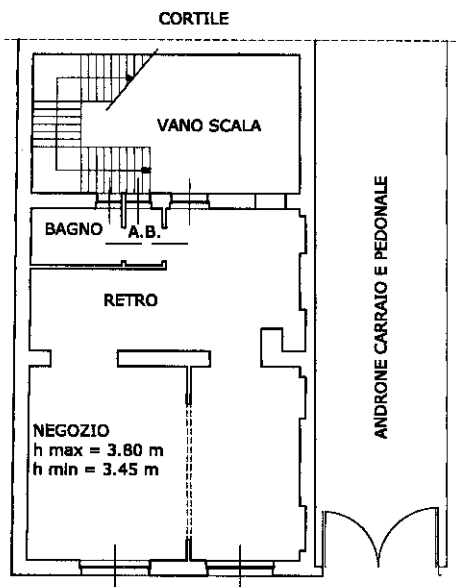 CORTILE
VANO SCALA
BAGNO
A.B.
RETRO
NEGOZIO
h max = 3.80 m
h min = 3.45 m
ANDRONE CARRAIO E PEDONALE